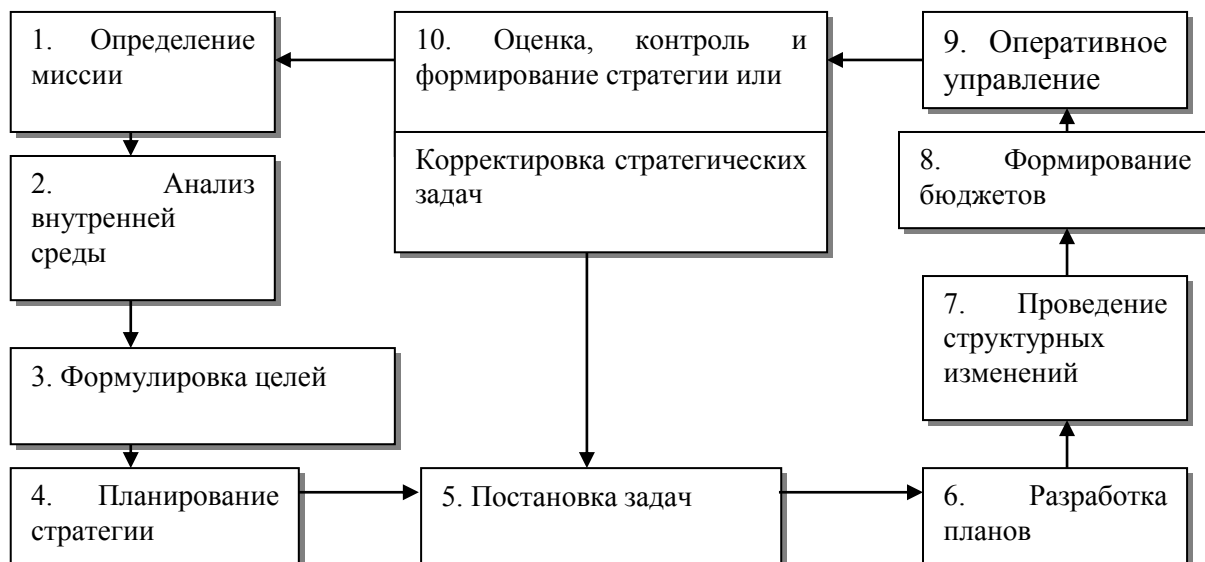 1. Определение
миссии
10. Оценка, контроль и
формирование стратегии или
Корректировка стратегических
задач
9. Оперативное
управление
2. Анализ
внутренней
среды
8. Формирование
бюджетов
3. Формулировка целей
7. Проведение
структурных
изменений
4. Планирование
стратегии
5. Постановка задач
6. Разработка
планов